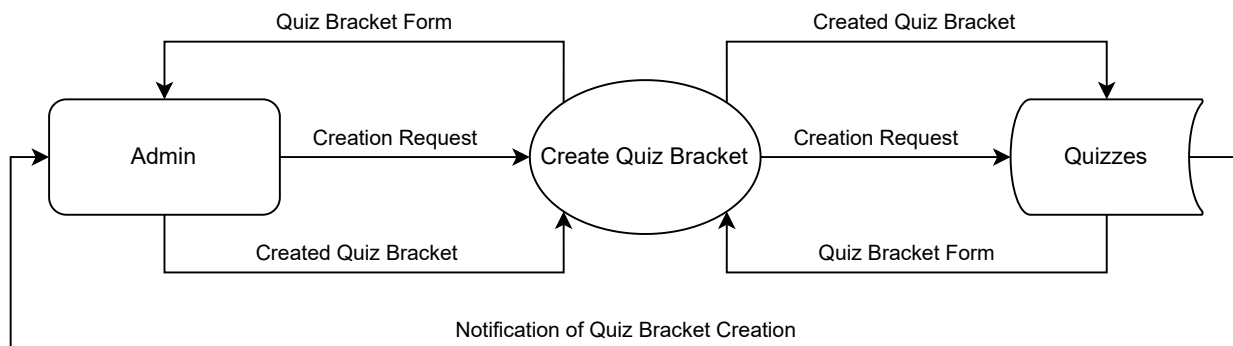 Quiz Bracket Form
Created Quiz Bracket
Admin
Creation Request
Create Quiz Bracket
Creation Request
Quizzes
Created Quiz Bracket
Quiz Bracket Form
Notification of Quiz Bracket Creation